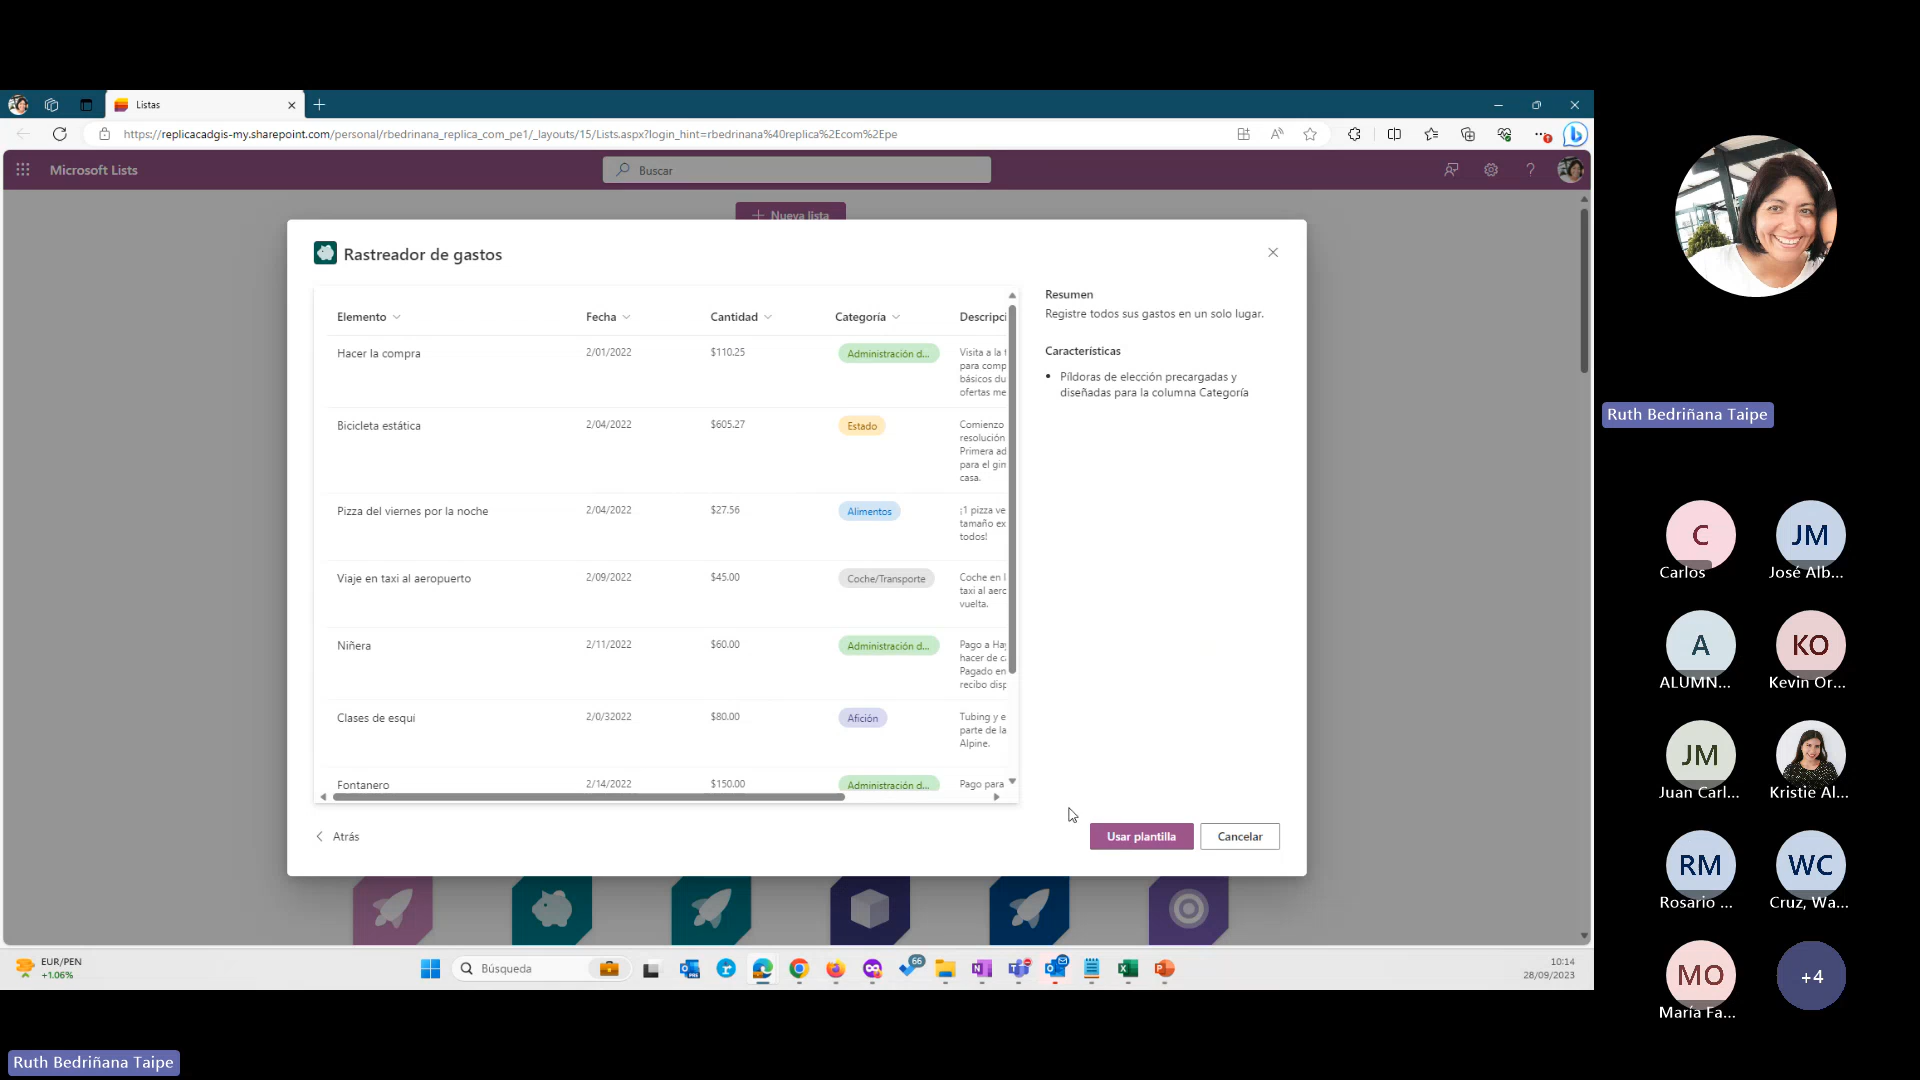 Listas
https://replicacadgis-my.sharepoint.com/personal/rbedrinana_replica_com_pe1/_layouts/15/Lists.aspx?login_hint=rbedrinana%40replica%2Ecom%2Epe
Microsoft Lists
Buscar
Nueva lista
Rastreador de gastos
Elemento Fecha Cantidad Categoría Descripci
Hacer la compra 2/01/2022 $110.25 Administración d... Visita a la t
para comp
básicos du
ofertas me
Bicicleta estática 2/04/2022 $605.27 Estado Comienzo
resolución
Primera ad
para el gim
casa.
Pizza del viernes por la noche 2/04/2022 $27.56 Alimentos ¡1 pizza ve
tamaño ex
todos!
Viaje en taxi al aeropuerto 2/09/2022 $45.00 Coche/Transporte Coche en l
taxi al aerc
vuelta.
Niñera 2/11/2022 $60.00 Administración d... Pago a Hay
hacer de c
Pagado en
recibo disp
Clases de esquí 2/0/32022 $80.00 Afición Tubing y e
parte de la
Alpine.
Fontanero 2/14/2022 $150.00 Administración d... Pago para
Resumen
Registre todos sus gastos en un solo lugar.
Características
• Píldoras de elección precargadas y
diseñadas para la columna Categoría
Atrás
Usar plantilla
Cancelar
EUR/PEN
+1.06%
Búsqueda
66
10:14
28/09/2023
Ruth Bedriñana Taipe
C
Carlos
JM
José Alb...
A
ALUMN...
KO
Kevin Or...
JM
Juan Carl...
Kristie Al...
RM
Rosario ...
WC
Cruz, Wa...
MO
María Fa...
+4
Ruth Bedriñana Taipe